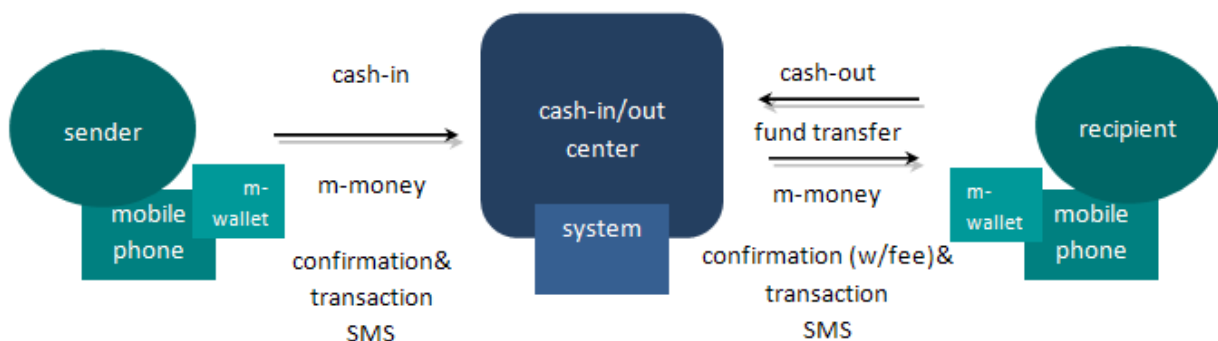 sender
m-
wallet
mobile
phone
cash-in
m-money
confirmation&
transaction
SMS
cash-in/out
center
system
cash-out
fund transfer
m-money
confirmation (w/fee)&
transaction
SMS
recipient
m-
wallet
mobile
phone